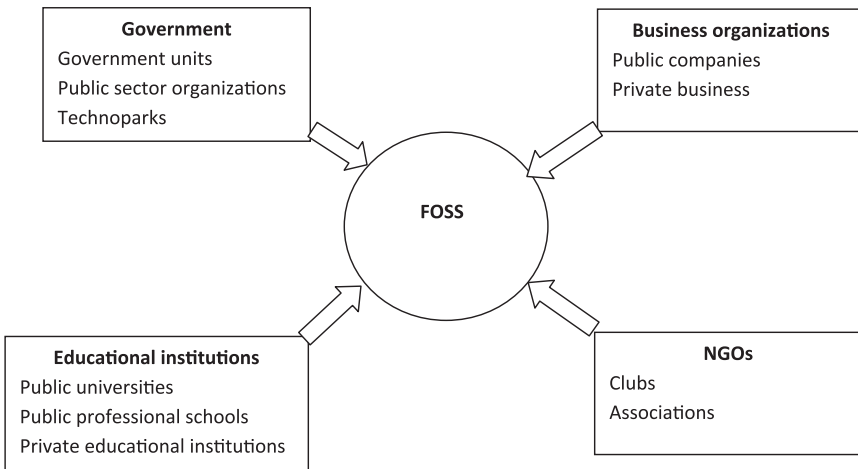 Government
Government units
Public sector organizations
Technoparks
Business organizations
Public companies
Private business
FOSS
Educational institutions
Public universities
Public professional schools
Private educational institutions
NGOs
Clubs
Associations